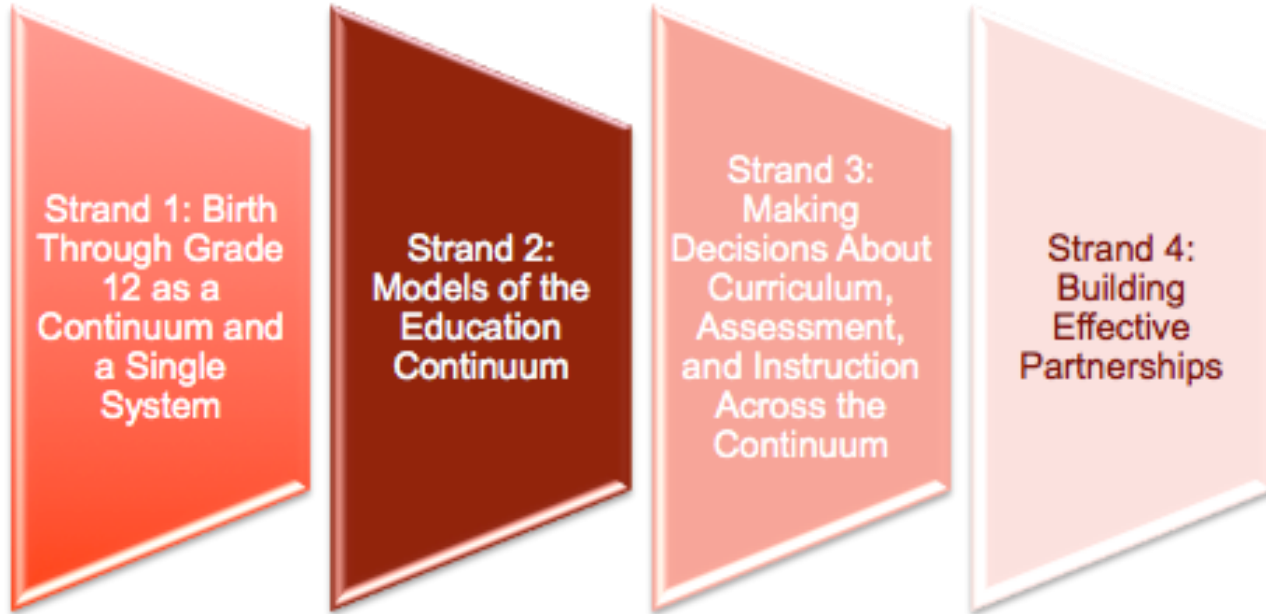 Strand 1: Birth
Through Grade
12 as a
Continuum and
a Single
System
Strand 2:
Models of the
Education
Continuum
Strand 3:
Making
Decisions About
Curriculum,
Assessment,
and Instruction
Across the
Continuum
Strand 4:
Building
Effective
Partnerships